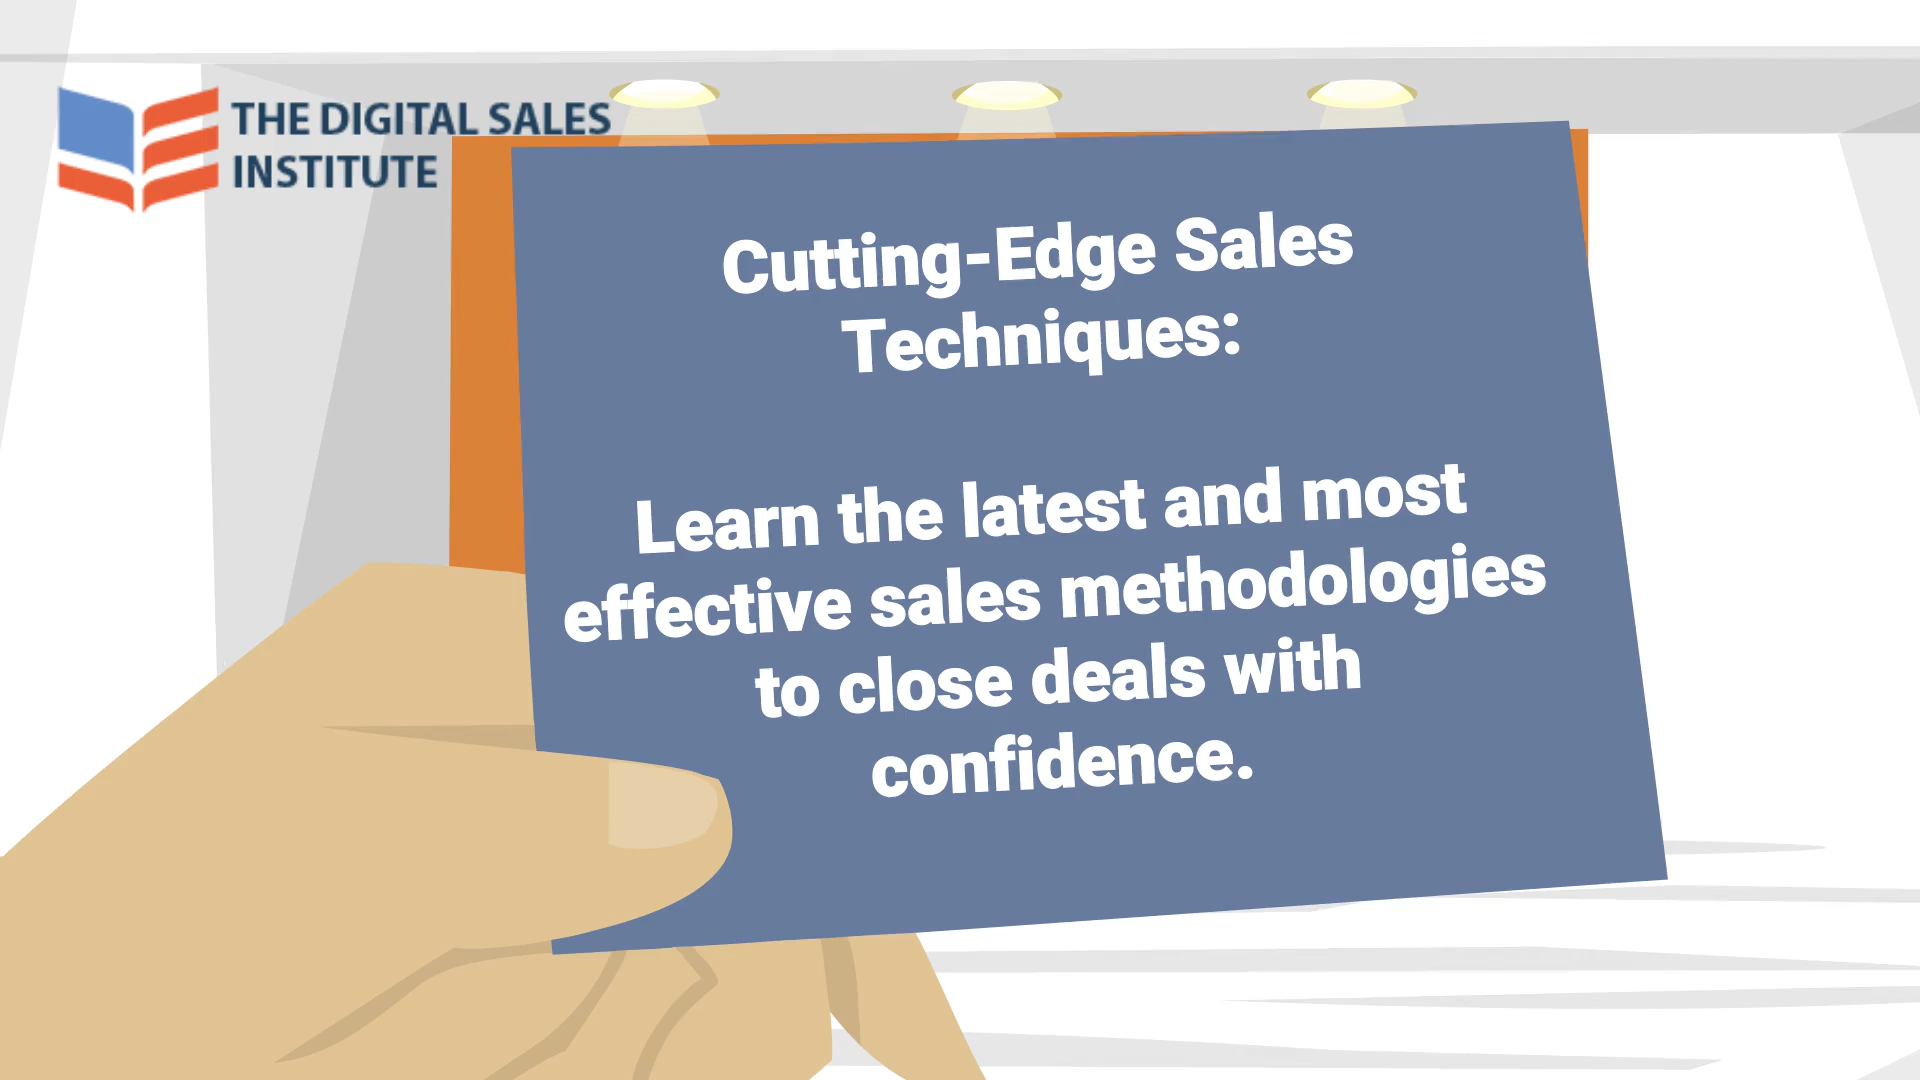 THE DIGITAL SALES
INSTITUTE
Cutting-Edge Sales
Techniques:
Learn the latest and most
effective sales methodologies
to close deals with
confidence.